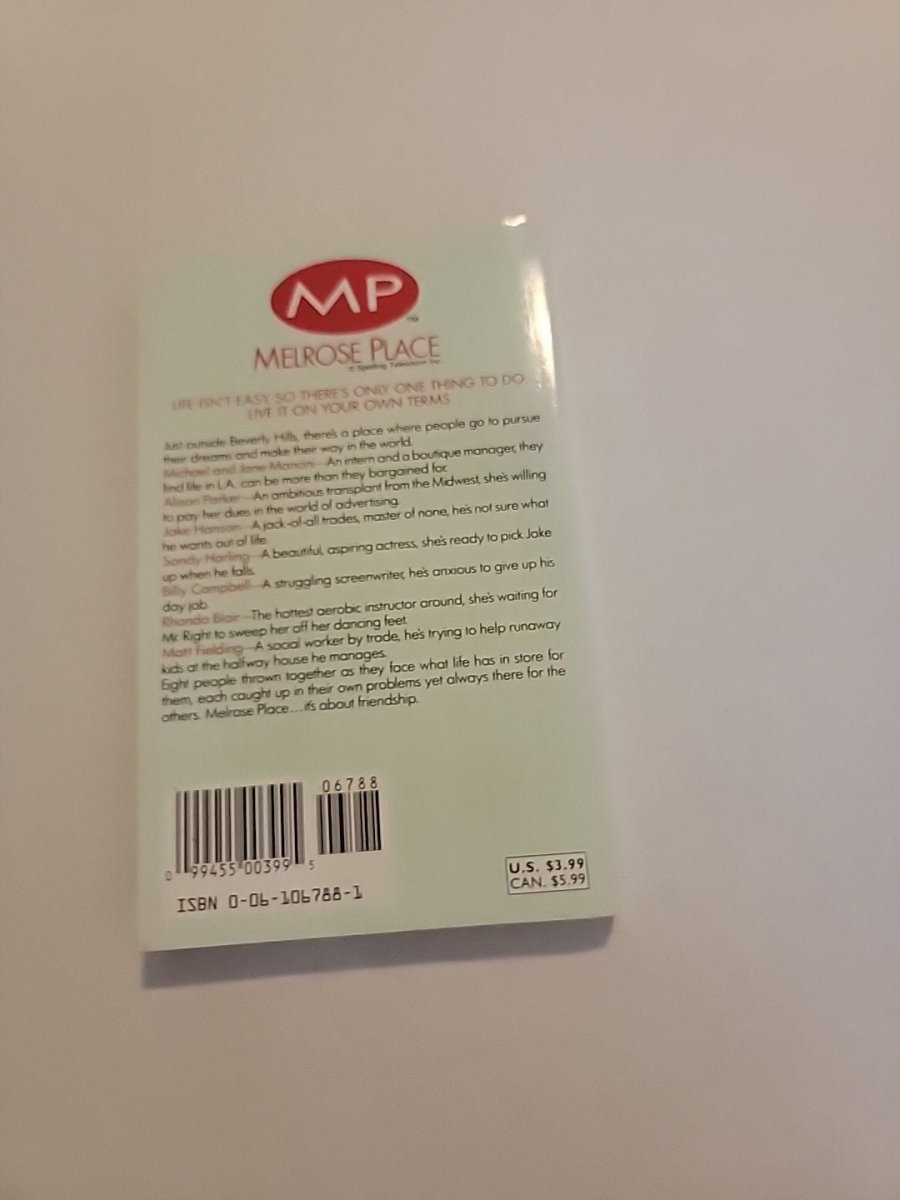 MP
TM
MELROSE PLACE
© Spelling Television Inc.
LIFE ISN'T EASY, SO THERE'S ONLY ONE THING TO DO...
LIVE IT ON YOUR OWN TERMS
Just outside Beverly Hills, there's a place where people go to pursue
their dreams and make their way in the world.
Michael and Jane Mancini—An intern and a boutique manager, they
find life in L.A. can be more than they bargained for.
Alison Parker—An ambitious transplant from the Midwest, she's willing
to pay her dues in the world of advertising.
Jake Hanson—A jack-of-all trades, master of none, he's not sure what
he wants out of life.
Sandy Harling—A beautiful, aspiring actress, she's ready to pick Jake
up when he falls.
Billy Campbell—A struggling screenwriter, he's anxious to give up his
day job.
Rhonda Blair—The hottest aerobic instructor around, she's waiting for
Mr. Right to sweep her off her dancing feet.
Matt Fielding—A social worker by trade, he's trying to help runaway
kids at the halfway house he manages.
Eight people thrown together as they face what life has in store for
them, each caught up in their own problems yet always there for the
others. Melrose Place....it's about friendship.
06788
0 99455 00399 5
ISBN 0-06-106788-1
U.S. $3.99
CAN. $5.99